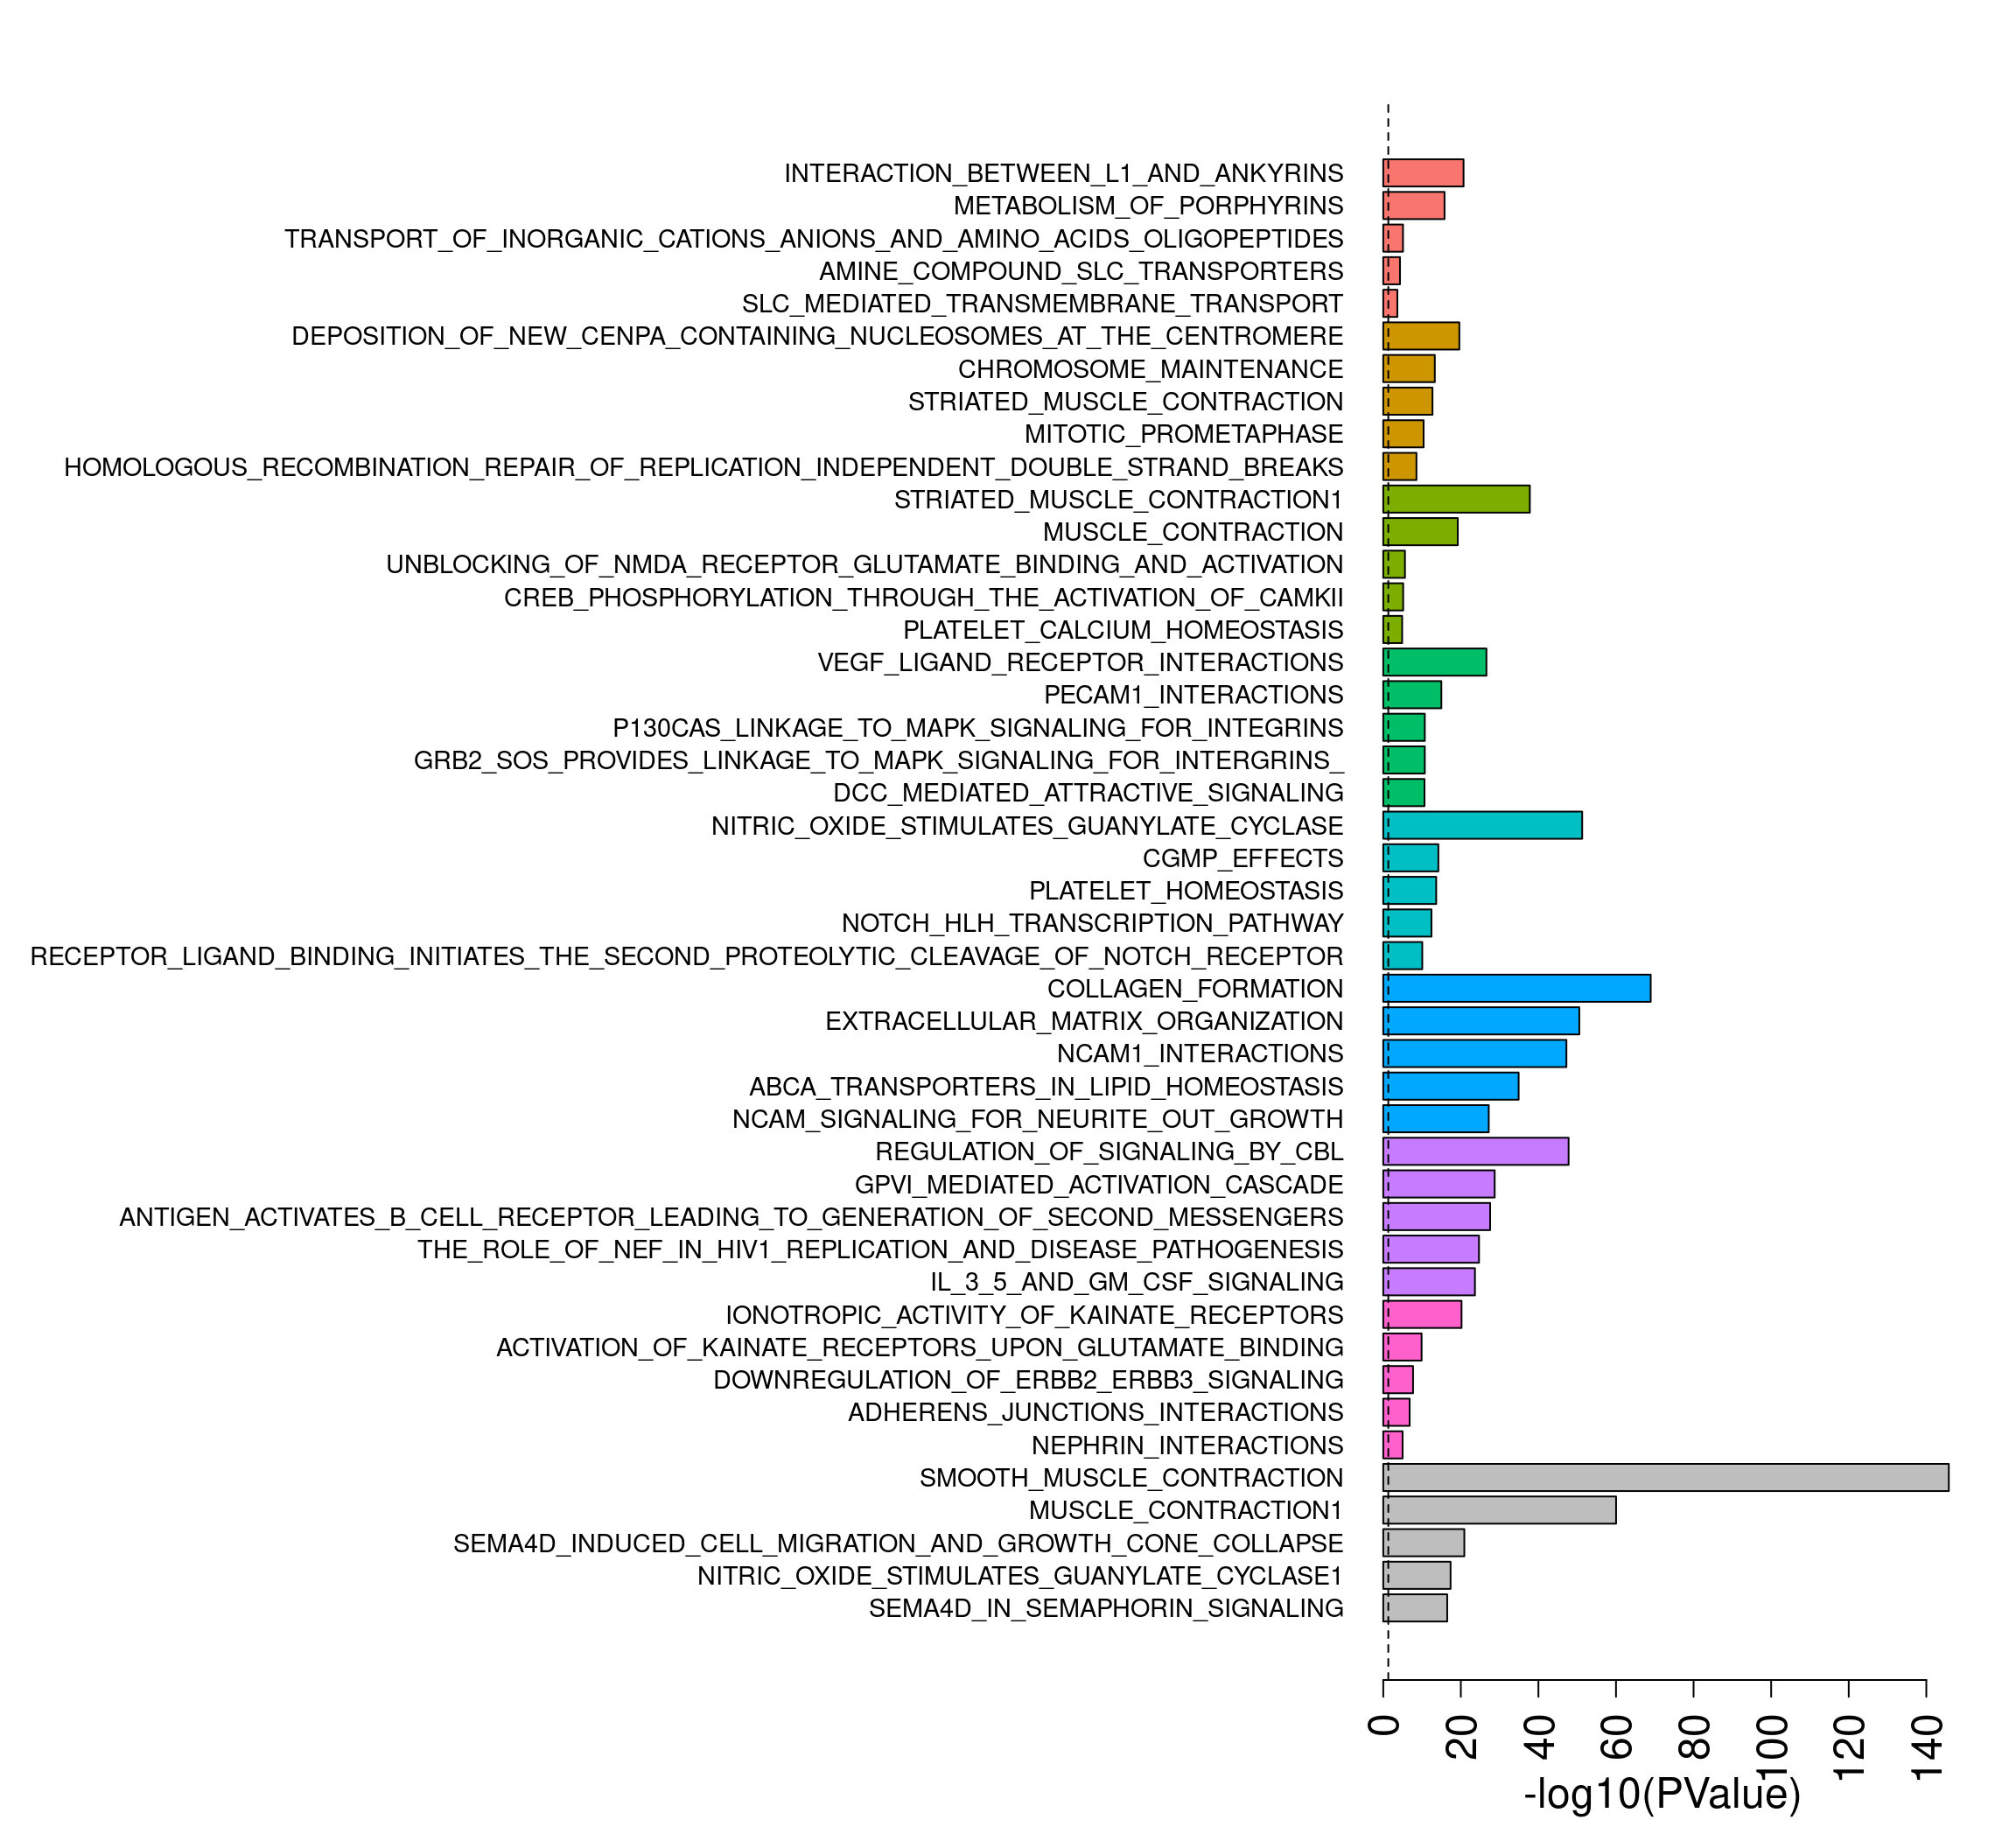 INTERACTION_BETWEEN_L1_AND_ANKYRINS
METABOLISM_OF_PORPHYRINS
TRANSPORT_OF_INORGANIC_CATIONS_ANIONS_AND_AMINO_ACIDS_OLIGOPEPTIDES
AMINE_COMPOUND_SLC_TRANSPORTERS
SLC_MEDIATED_TRANSMEMBRANE_TRANSPORT
DEPOSITION_OF_NEW_CENPA_CONTAINING_NUCLEOSOMES_AT_THE_CENTROMERE
CHROMOSOME_MAINTENANCE
STRIATED_MUSCLE_CONTRACTION
MITOTIC_PROMETAPHASE
HOMOLOGOUS_RECOMBINATION_REPAIR_OF_REPLICATION_INDEPENDENT_DOUBLE_STRAND_BREAKS
STRIATED_MUSCLE_CONTRACTION1
MUSCLE_CONTRACTION
UNBLOCKING_OF_NMDA_RECEPTOR_GLUTAMATE_BINDING_AND_ACTIVATION
CREB_PHOSPHORYLATION_THROUGH_THE_ACTIVATION_OF_CAMKII
PLATELET_CALCIUM_HOMEOSTASIS
VEGF_LIGAND_RECEPTOR_INTERACTIONS
PECAM1_INTERACTIONS
P130CAS_LINKAGE_TO_MAPK_SIGNALING_FOR_INTEGRINS
GRB2_SOS_PROVIDES_LINKAGE_TO_MAPK_SIGNALING_FOR_INTERGRINS_
DCC_MEDIATED_ATTRACTIVE_SIGNALING
NITRIC_OXIDE_STIMULATES_GUANYLATE_CYCLASE
CGMP_EFFECTS
PLATELET_HOMEOSTASIS
NOTCH_HLH_TRANSCRIPTION_PATHWAY
RECEPTOR_LIGAND_BINDING_INITIATES_THE_SECOND_PROTEOLYTIC_CLEAVAGE_OF_NOTCH_RECEPTOR
COLLAGEN_FORMATION
EXTRACELLULAR_MATRIX_ORGANIZATION
NCAM1_INTERACTIONS
ABCA_TRANSPORTERS_IN_LIPID_HOMEOSTASIS
NCAM_SIGNALING_FOR_NEURITE_OUT_GROWTH
REGULATION_OF_SIGNALING_BY_CBL
GPVI_MEDIATED_ACTIVATION_CASCADE
ANTIGEN_ACTIVATES_B_CELL_RECEPTOR_LEADING_TO_GENERATION_OF_SECOND_MESSENGERS
THE_ROLE_OF_NEF_IN_HIV1_REPLICATION_AND_DISEASE_PATHOGENESIS
IL_3_5_AND_GM_CSF_SIGNALING
IONOTROPIC_ACTIVITY_OF_KAINATE_RECEPTORS
ACTIVATION_OF_KAINATE_RECEPTORS_UPON_GLUTAMATE_BINDING
DOWNREGULATION_OF_ERBB2_ERBB3_SIGNALING
ADHERENS_JUNCTIONS_INTERACTIONS
NEPHRIN_INTERACTIONS
SMOOTH_MUSCLE_CONTRACTION
MUSCLE_CONTRACTION1
SEMA4D_INDUCED_CELL_MIGRATION_AND_GROWTH_CONE_COLLAPSE
NITRIC_OXIDE_STIMULATES_GUANYLATE_CYCLASE1
SEMA4D_IN_SEMAPHORIN_SIGNALING
0 20 40 60 80 100 120 140
-log10(PValue)